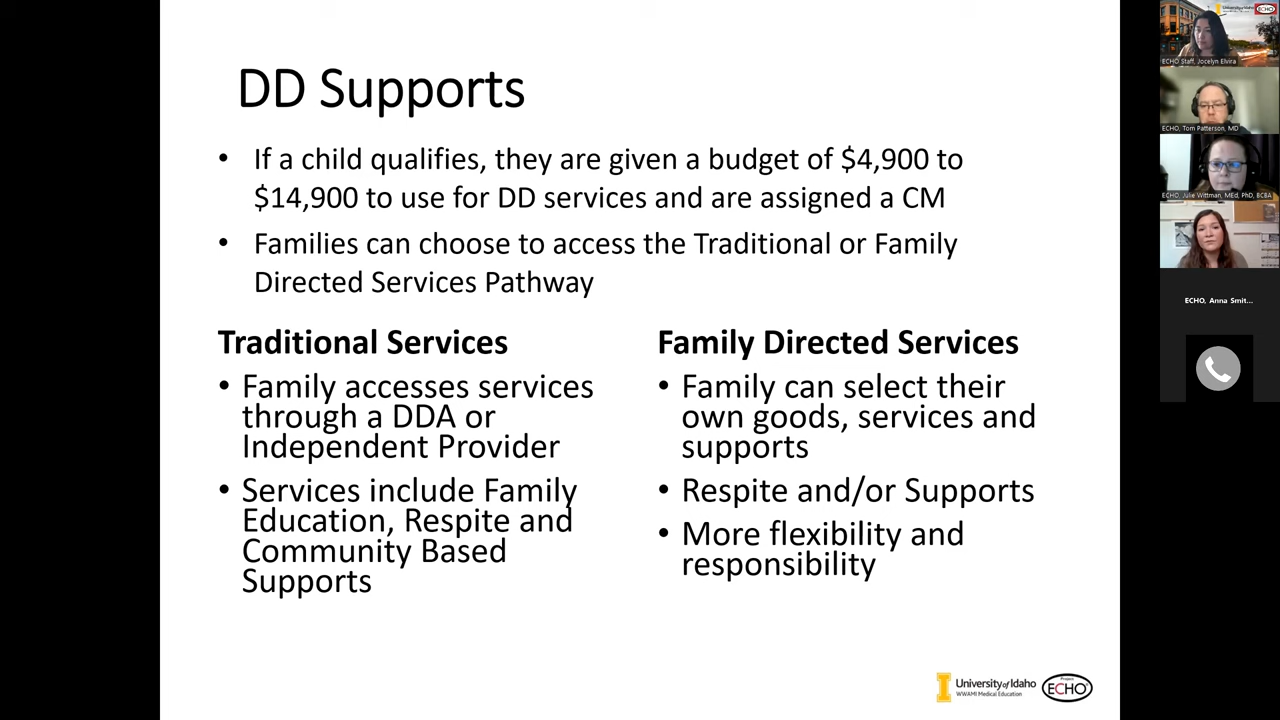 DD Supports
• If a child qualifies, they are given a budget of $4,900 to
$14,900 to use for DD services and are assigned a CM
• Families can choose to access the Traditional or Family
Directed Services Pathway
Traditional Services
• Family accesses services
through a DDA or
Independent Provider
• Services include Family
Education, Respite and
Community Based
Supports
Family Directed Services
• Family can select their
own goods, services and
supports
• Respite and/or Supports
• More flexibility and
responsibility
I University of Idaho
WWAMI Medical Education
Project
ECHO
University of Idaho
ECHO
ECHO Staff, Jocelyn Elvira
ECHO, Tom Patterson, MD
ECHO, Julie Wittman, MEd, PhD, BCBA
ECHO, Anna Smit...